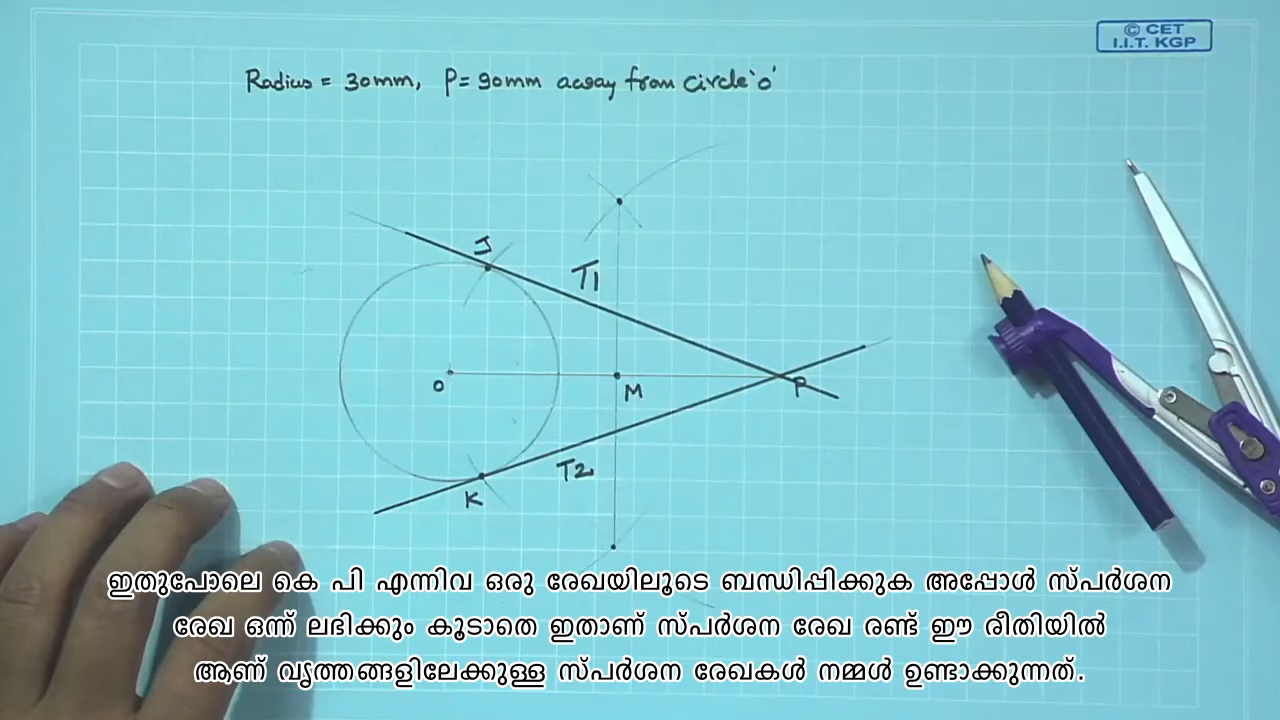 © CET
I.I.T. KGP
Radius = 30mm, P= 90mm away from circle 'o'
J
T1
O
M
P
T2
K
ഇതുപോലെ കെ പി എന്നിവ ഒരു രേഖയിലൂടെ ബന്ധിപ്പിക്കുക അപ്പോൾ സ്പർശന
രേഖ ഒന്ന് ലഭിക്കും കൂടാതെ ഇതാണ് സ്പർശന രേഖ രണ്ട് ഈ രീതിയിൽ
ആണ് വൃത്തങ്ങളിലേക്കുള്ള സ്പർശന രേഖകൾ നമ്മൾ ഉണ്ടാക്കുന്നത്.